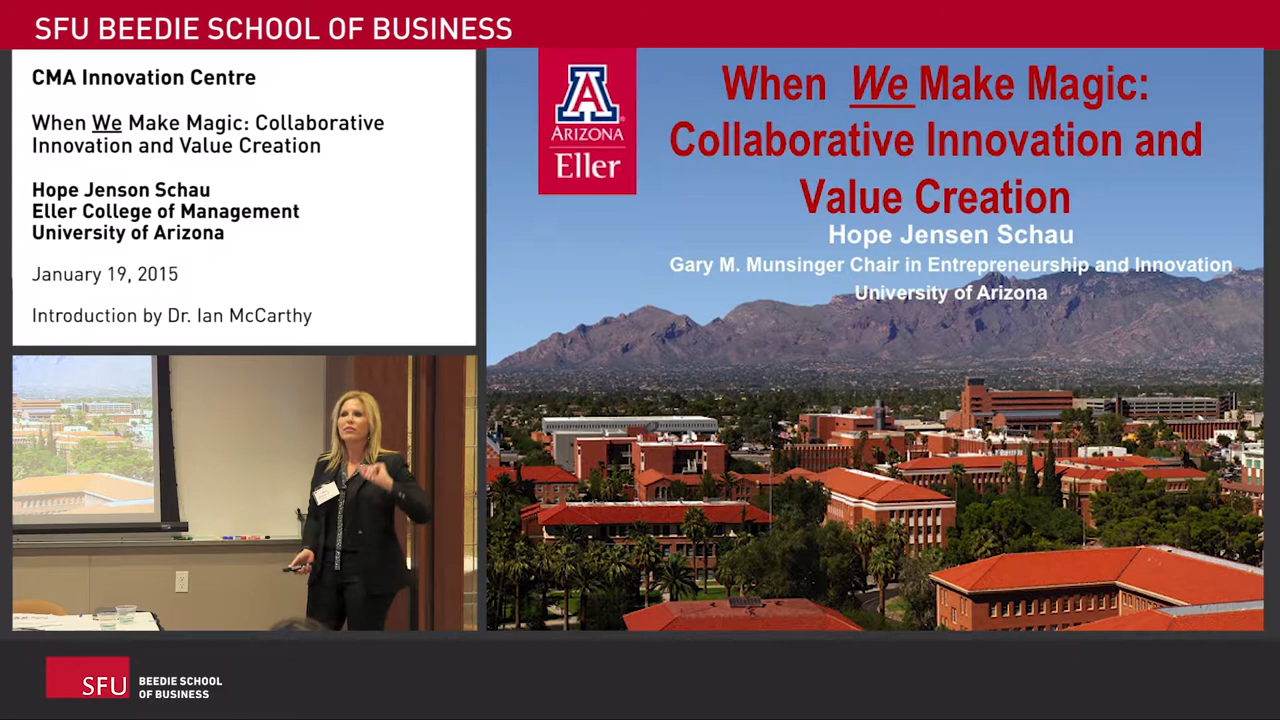 SFU BEEDIE SCHOOL OF BUSINESS
CMA Innovation Centre
When We Make Magic: Collaborative
Innovation and Value Creation
Hope Jenson Schau
Eller College of Management
University of Arizona
January 19, 2015
Introduction by Dr. Ian McCarthy
A
ARIZONA
Eller
When We Make Magic:
Collaborative Innovation and
Value Creation
Hope Jensen Schau
Gary M. Munsinger Chair in Entrepreneurship and Innovation
University of Arizona
SFU
BEEDIE SCHOOL
OF BUSINESS